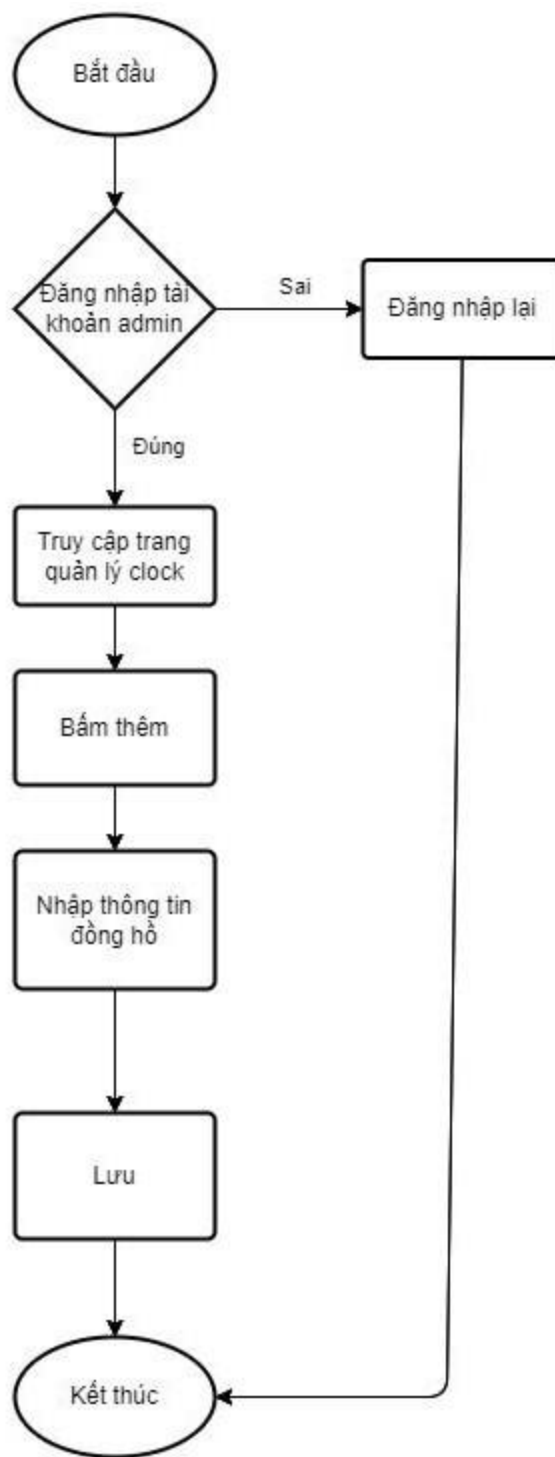 Bắt đầu
Đăng nhập tài
khoản admin
Sai
Đăng nhập lại
Đúng
Truy cập trang
quản lý clock
Bấm thêm
Nhập thông tin
đồng hồ
Lưu
Kết thúc